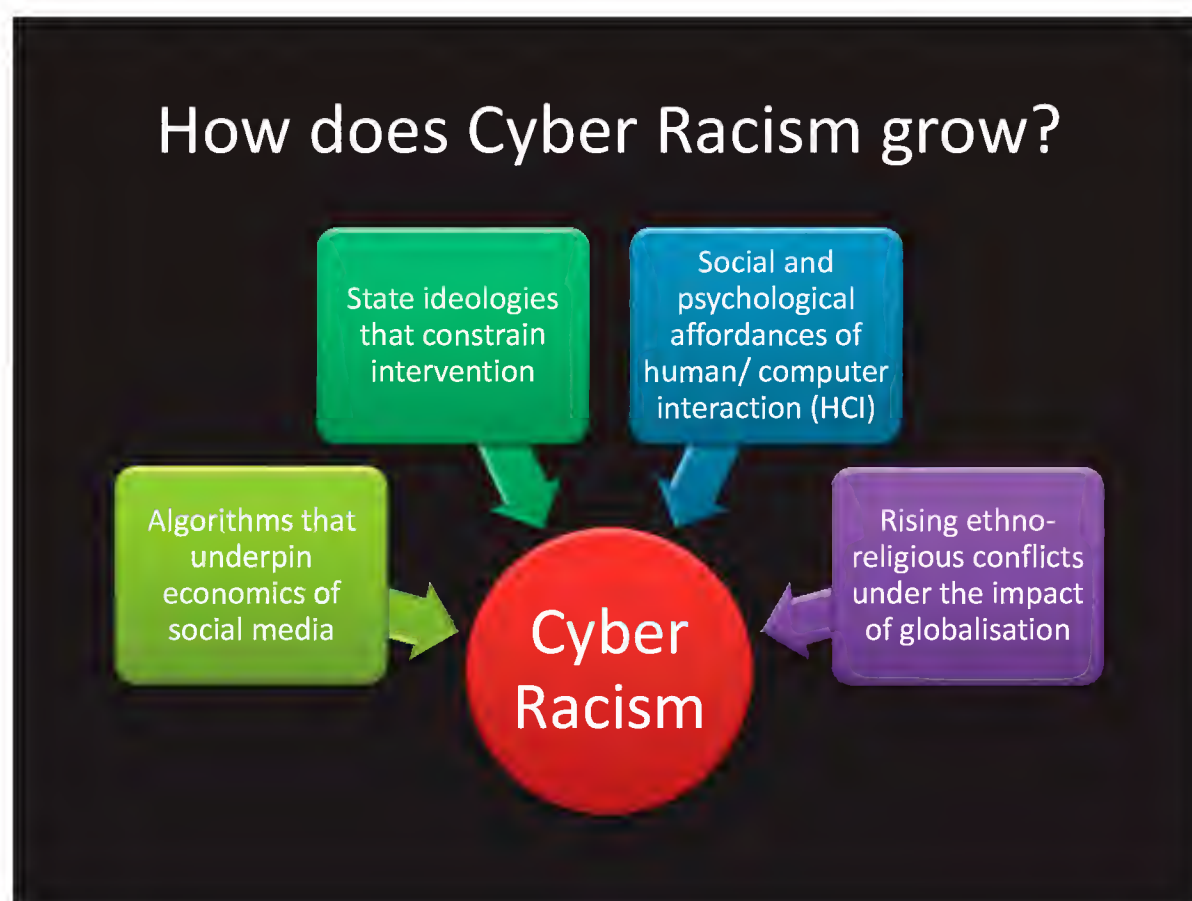 How does Cyber Racism grow?
Algorithms that
underpin
economics of
social media
State ideologies
that constrain
intervention
Social and
psychological
affordances of
human/ computer
interaction (HCI)
Rising ethno-
religious conflicts
under the impact
of globalisation
Cyber
Racism